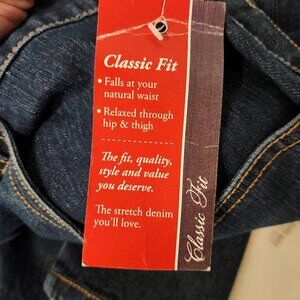 Classic Fit
• Falls at your
natural waist
• Relaxed through
hip & thigh
The fit, quality,
style and value
you deserve.
The stretch denim
you'll love.
Classic Fit